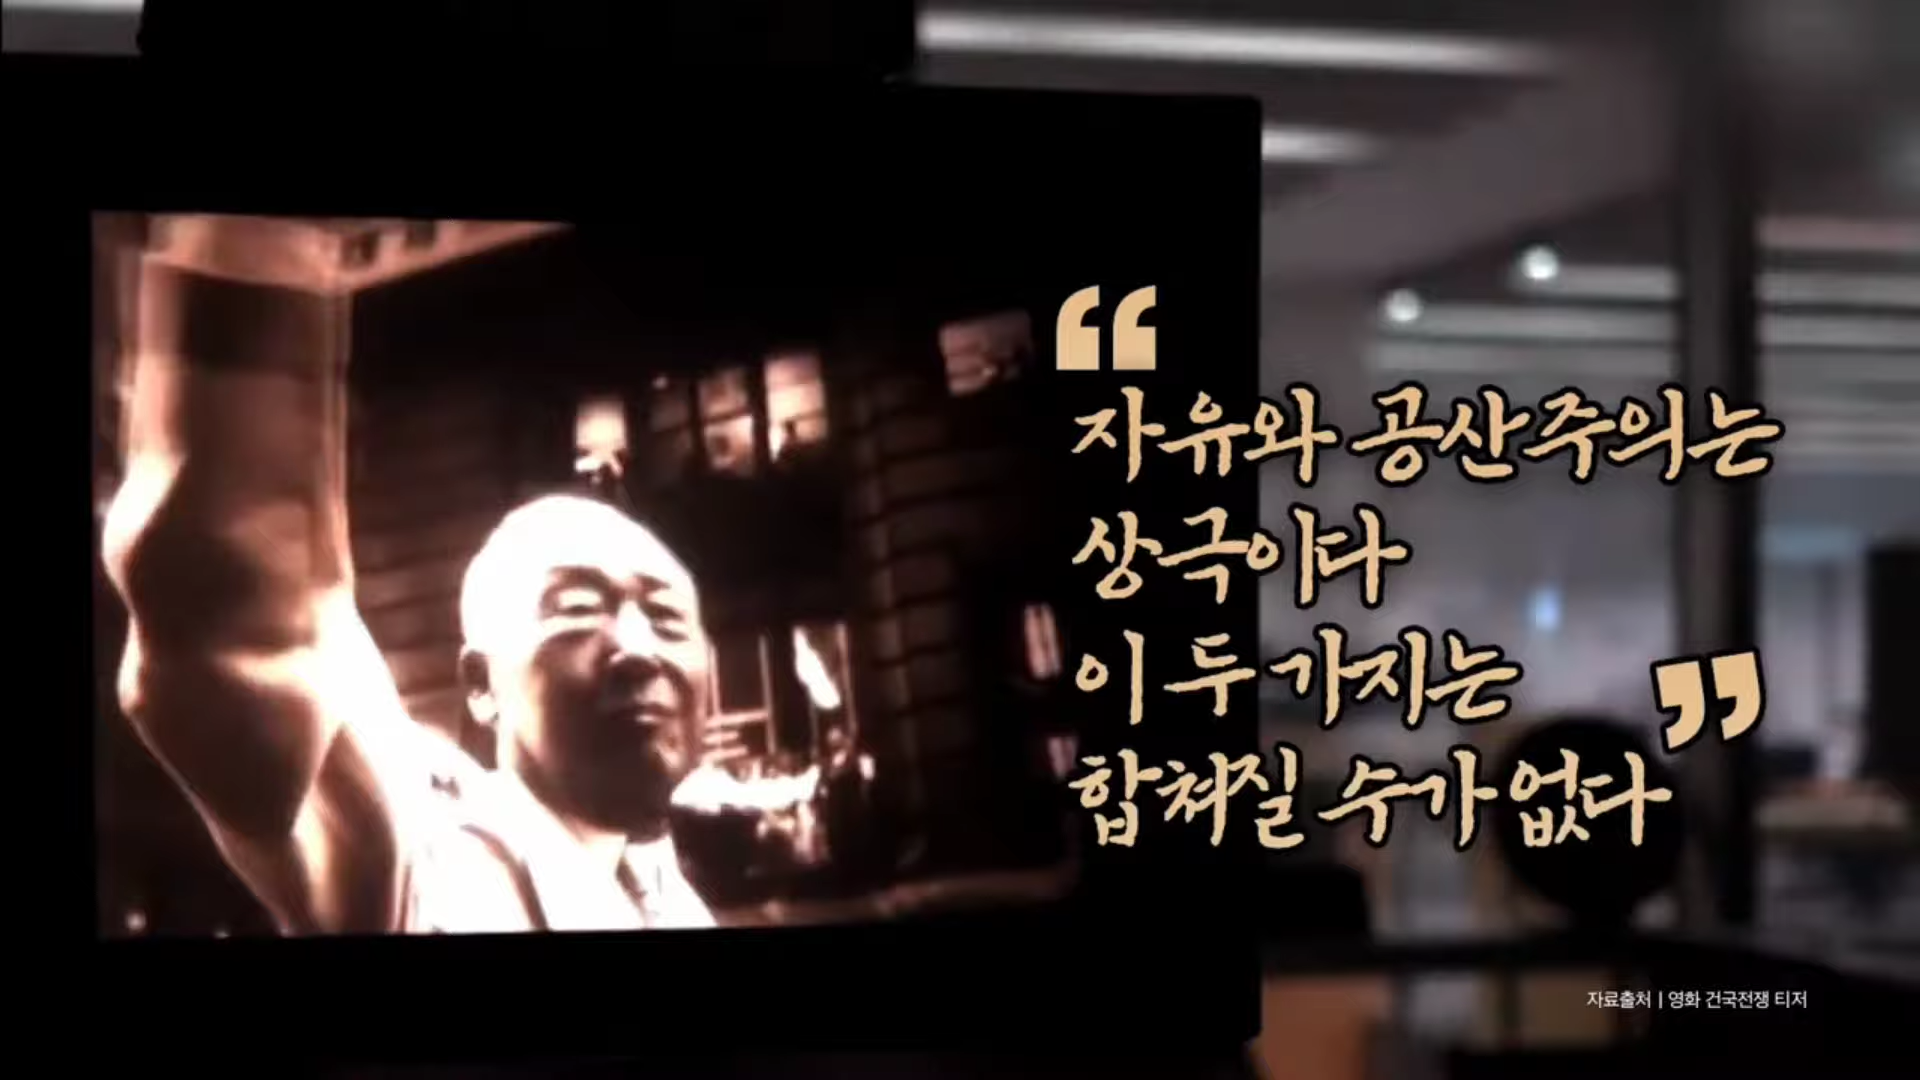 “
자유와 공산주의는
상극이다
이 두 가지는
합쳐질 수가 없다”
자료출처 | 영화 건국전쟁 티저